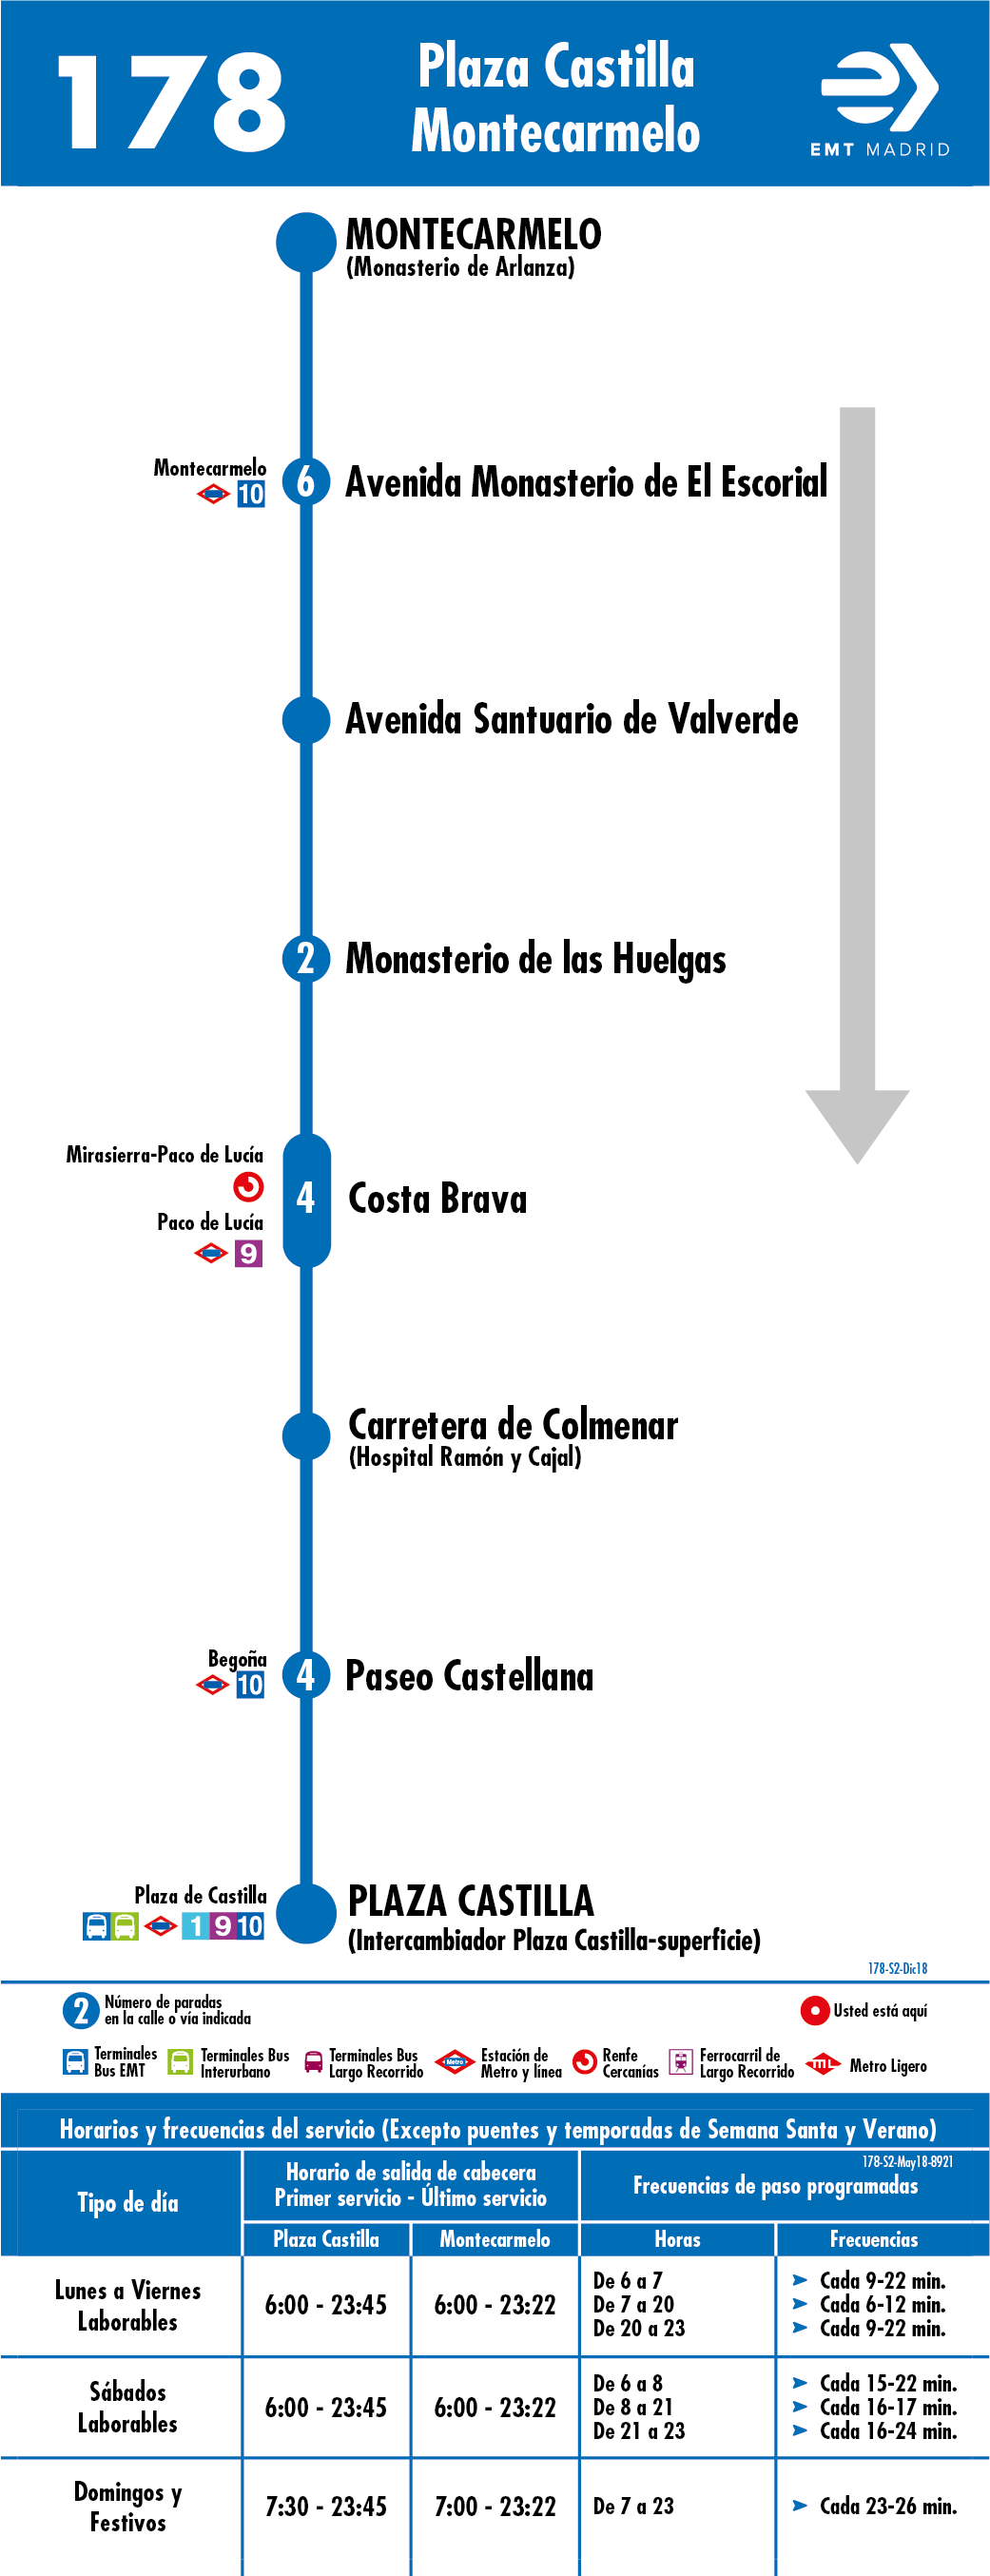 178
Plaza Castilla
Montecarmelo
EMT MADRID
MONTECARMELO
(Monasterio de Arlanza)
Montecarmelo
10
6
Avenida Monasterio de El Escorial
Avenida Santuario de Valverde
2
Monasterio de las Huelgas
Mirasierra-Paco de Lucía
Paco de Lucía
9
4
Costa Brava
Carretera de Colmenar
(Hospital Ramón y Cajal)
Begoña
10
4
Paseo Castellana
Plaza de Castilla
1 9 10
PLAZA CASTILLA
(Intercambiador Plaza Castilla-superficie)
178-S2-Dic18
2
Número de paradas
en la calle o vía indicada
Usted está aquí
Terminales
Bus EMT
Terminales Bus
Interurbano
Terminales Bus
Largo Recorrido
Metro
Estación de
Metro y línea
Renfe
Cercanías
Ferrocarril de
Largo Recorrido
ML
Metro Ligero
Horarios y frecuencias del servicio (Excepto puentes y temporadas de Semana Santa y Verano)
178-S2-May18-8921
Tipo de día
Horario de salida de cabecera
Primer servicio - Último servicio
Frecuencias de paso programadas
Plaza Castilla
Montecarmelo
Horas
Frecuencias
Lunes a Viernes
Laborables
6:00 - 23:45
6:00 - 23:22
De 6 a 7
Cada 9-22 min.
De 7 a 20
Cada 6-12 min.
De 20 a 23
Cada 9-22 min.
Sábados
Laborables
6:00 - 23:45
6:00 - 23:22
De 6 a 8
Cada 15-22 min.
De 8 a 21
Cada 16-17 min.
De 21 a 23
Cada 16-24 min.
Domingos y
Festivos
7:30 - 23:45
7:00 - 23:22
De 7 a 23
Cada 23-26 min.